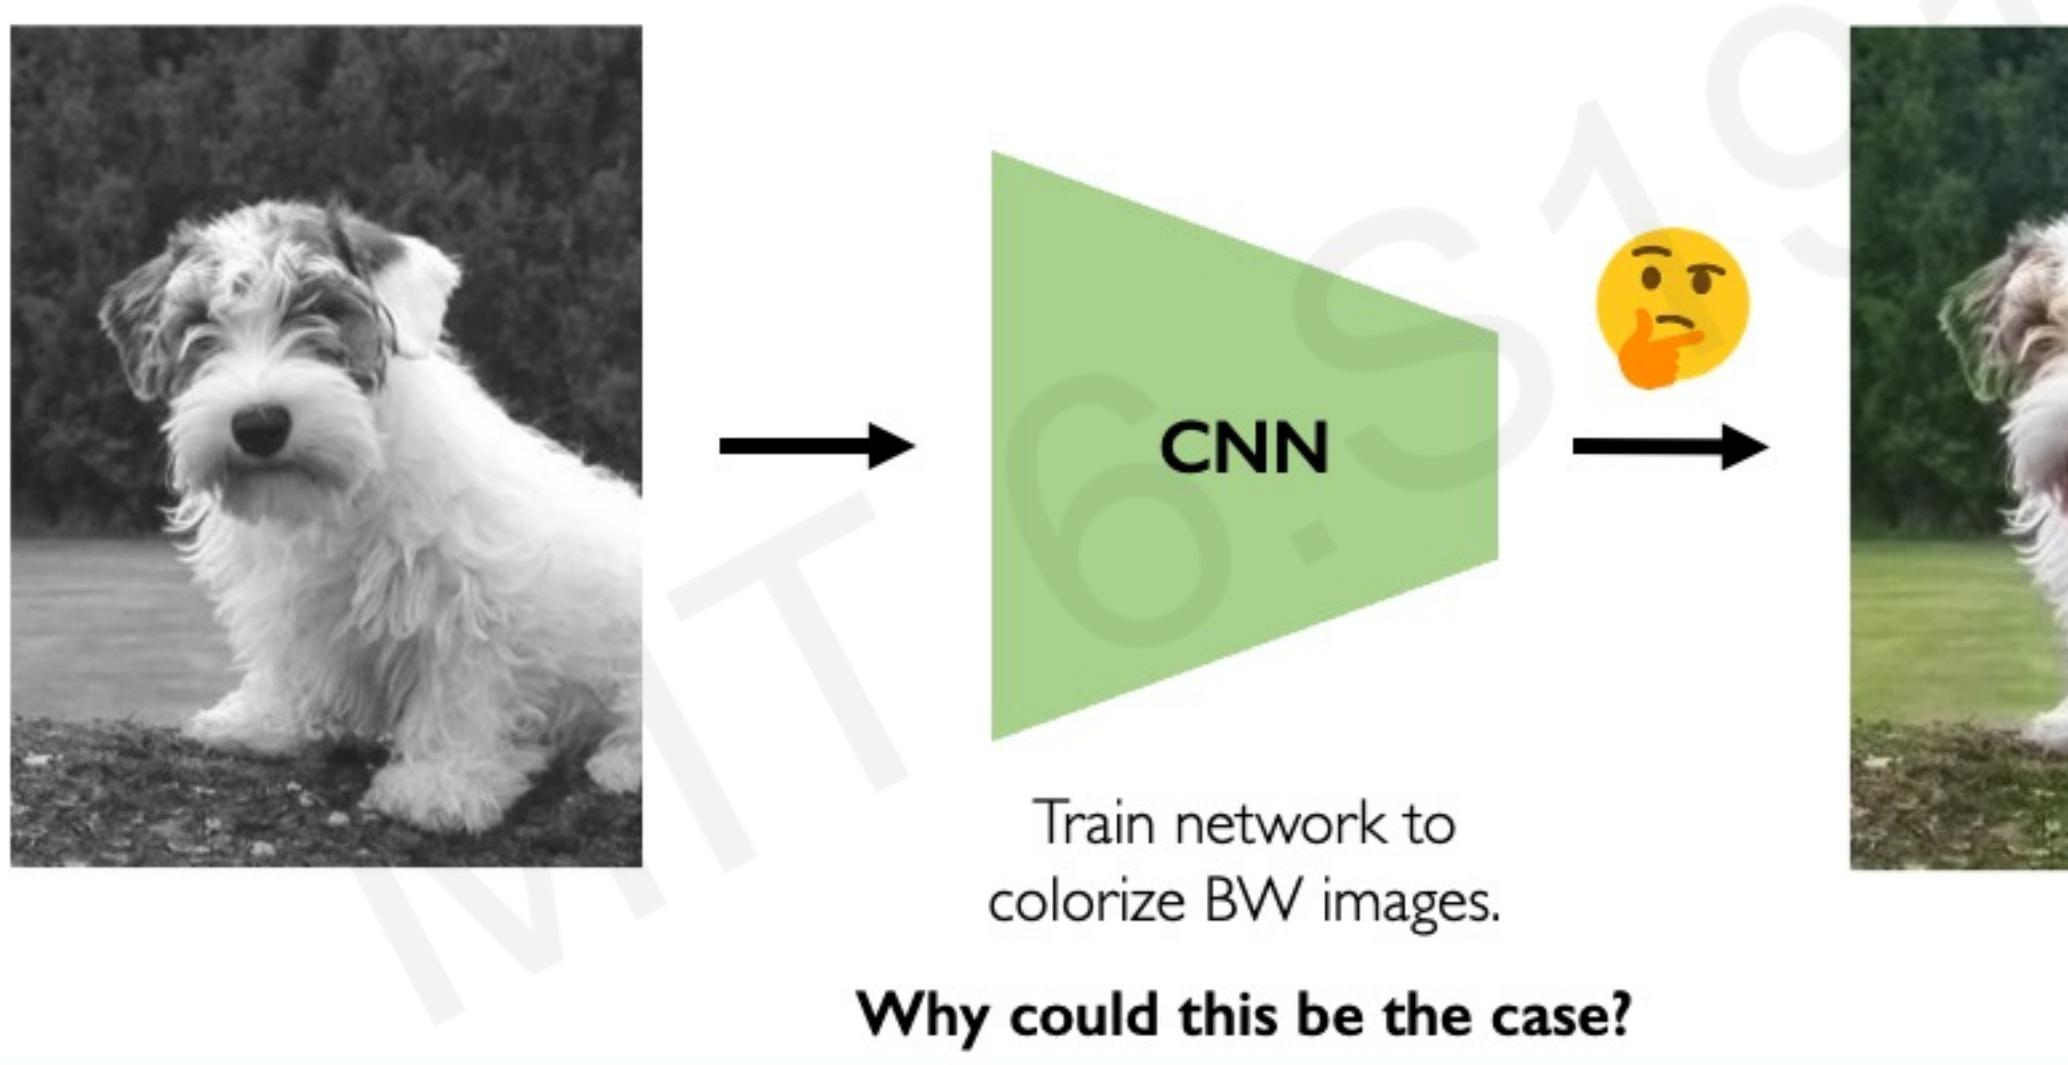 CNN
Train network to
colorize BW images.
Why could this be the case?
MIT 6.S19